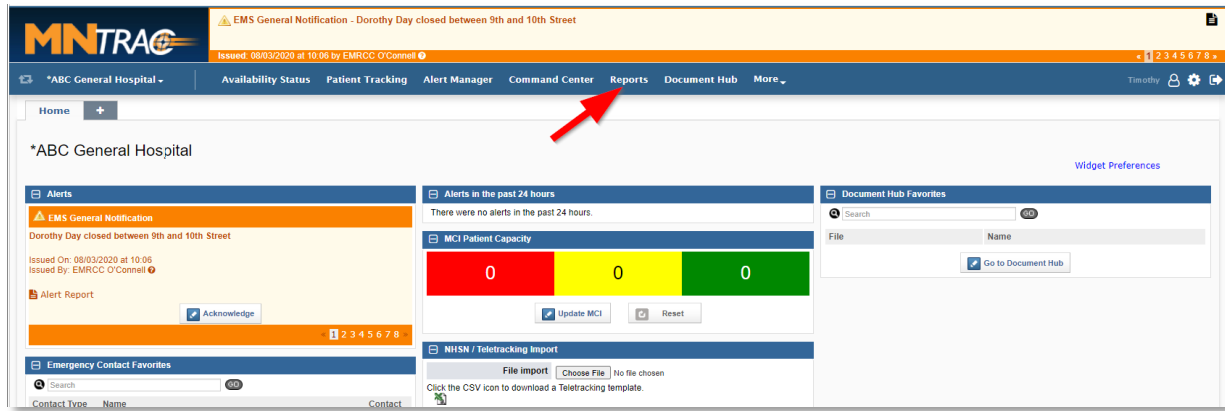 MNTRAC
EMS General Notification - Dorothy Day closed between 9th and 10th Street
Issued: 08/03/2020 at 10:06 by EMRCC O'Connell
« 1 2 3 4 5 6 7 8 »
*ABC General Hospital
Availability Status Patient Tracking Alert Manager Command Center Reports Document Hub More
Timothy
Home +
*ABC General Hospital
Widget Preferences
Alerts
EMS General Notification
Dorothy Day closed between 9th and 10th Street
Issued On: 08/03/2020 at 10:06
Issued By: EMRCC O'Connell
Alert Report
Acknowledge
« 1 2 3 4 5 6 7 8 »
Emergency Contact Favorites
Search GO
Contact Type Name Contact
Alerts in the past 24 hours
There were no alerts in the past 24 hours.
MCI Patient Capacity
0 0 0
Update MCI Reset
NHSN / Teletracking Import
File import Choose File No file chosen
Click the CSV icon to download a Teletracking template.
Document Hub Favorites
Search GO
File Name
Go to Document Hub